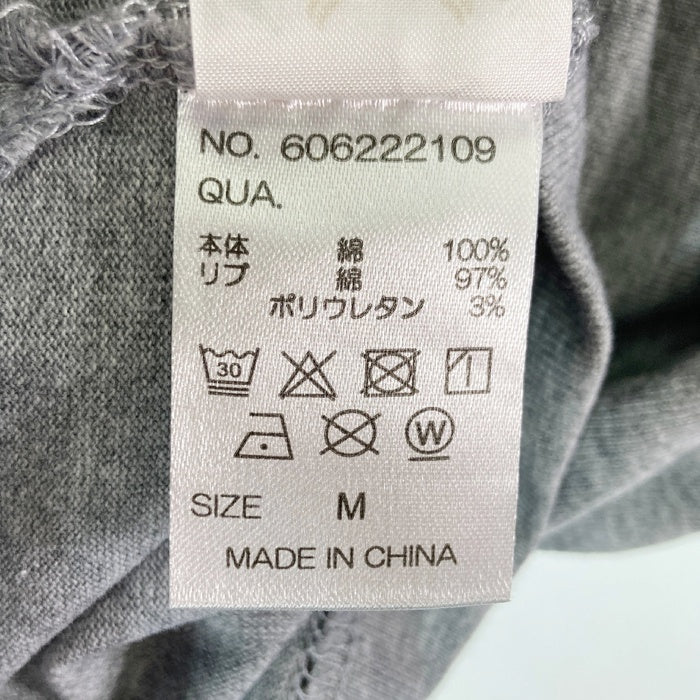 NO. 606222109
QUA.
本体 綿 100%
リブ 綿 97%
ポリウレタン 3%
30
W
SIZE M
MADE IN CHINA